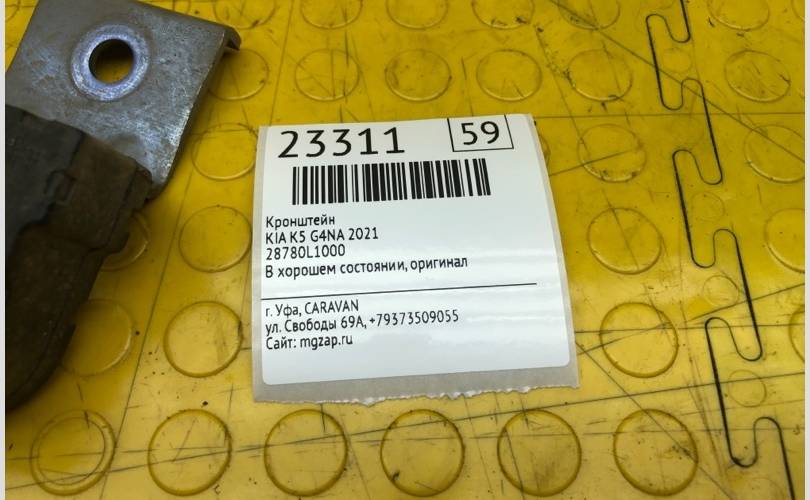 23311 59
Кронштейн
KIA K5 G4NA 2021
28780L1000
В хорошем состоянии, оригинал
г. Уфа, CARAVAN
ул. Свободы 69А, +79373509055
Сайт: mgzap.ru